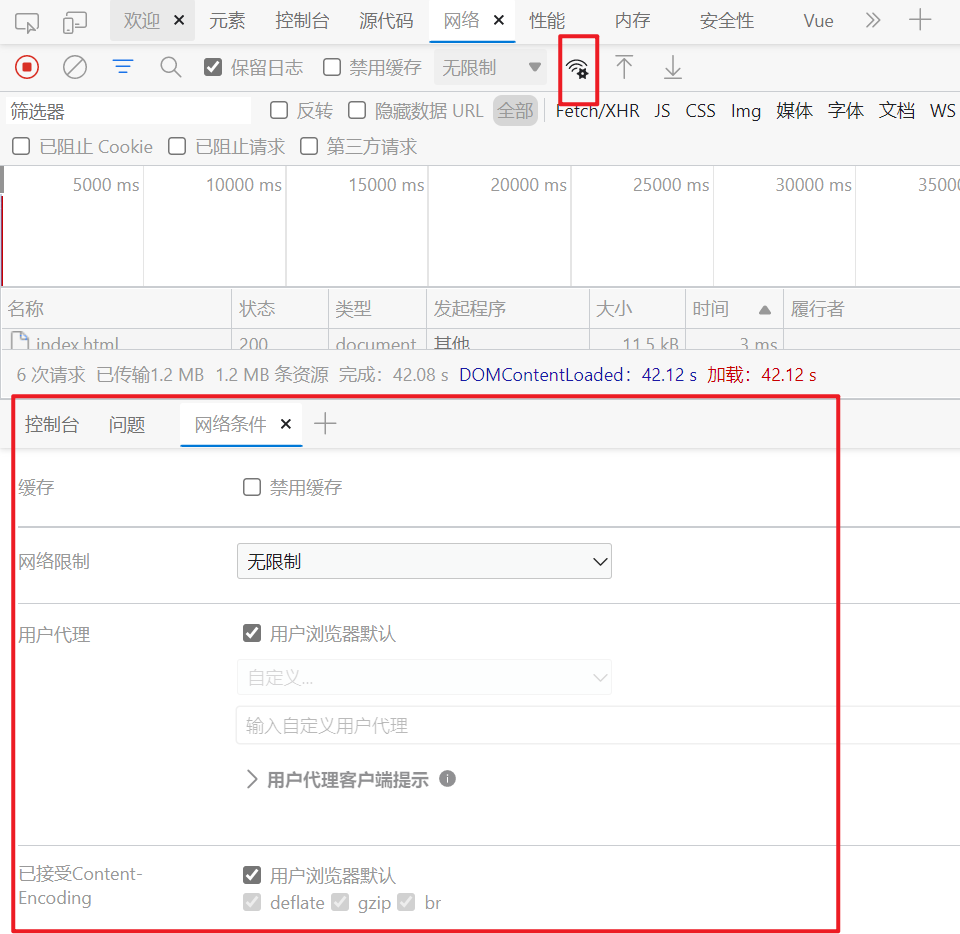 欢迎 × 元素 控制台 源代码 网络 × 性能 内存 安全性 Vue
保留日志 禁用缓存 无限制
筛选器 反转 隐藏数据 URL 全部 Fetch/XHR JS CSS Img 媒体 字体 文档 WS
已阻止 Cookie 已阻止请求 第三方请求
5000 ms 10000 ms 15000 ms 20000 ms 25000 ms 30000 ms 35000
名称 状态 类型 发起程序 大小 时间 履行者
index.html 200 document 其他 11.5 kB 3 ms
6 次请求 已传输1.2 MB 1.2 MB 条资源 完成：42.08 s DOMContentLoaded：42.12 s 加载：42.12 s
控制台 问题 网络条件 ×
缓存 禁用缓存
网络限制 无限制
用户代理 用户浏览器默认
自定义...
输入自定义用户代理
用户代理客户端提示
已接受Content- 用户浏览器默认
Encoding deflate gzip br